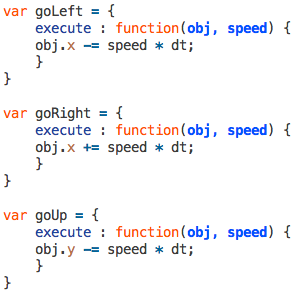 var goLeft = {
    execute : function(obj, speed) {
    obj.x -= speed * dt;
    }
}

var goRight = {
    execute : function(obj, speed) {
    obj.x += speed * dt;
    }
}

var goUp = {
    execute : function(obj, speed) {
    obj.y -= speed * dt;
    }
}